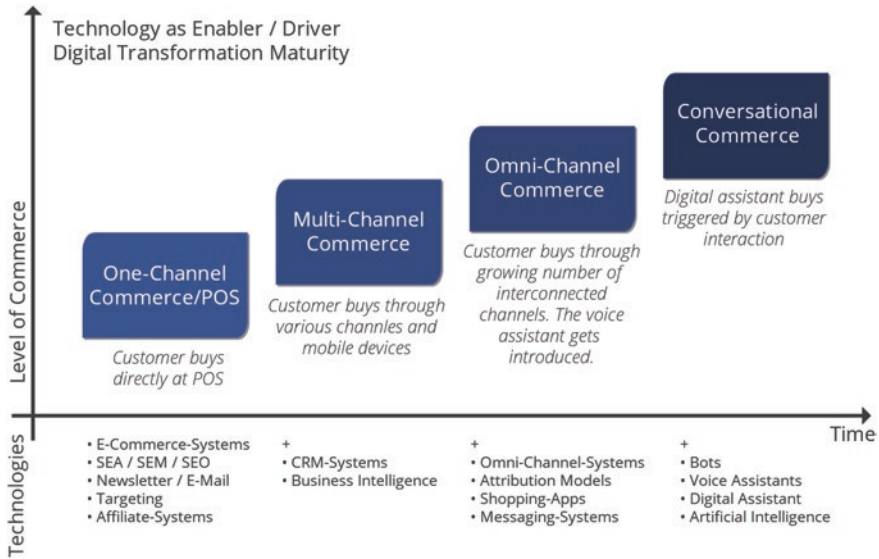 Technology as Enabler / Driver
Digital Transformation Maturity
Level of Commerce
One-Channel
Commerce/POS
Customer buys
directly at POS
Multi-Channel
Commerce
Customer buys through
various channles and
mobile devices
Omni-Channel
Commerce
Customer buys through
growing number of
interconnected
channels. The voice
assistant gets
introduced.
Conversational
Commerce
Digital assistant buys
triggered by customer
interaction
Time
Technologies
• E-Commerce-Systems
• SEA / SEM / SEO
• Newsletter / E-Mail
• Targeting
• Affiliate-Systems
+
• CRM-Systems
• Business Intelligence
+
• Omni-Channel-Systems
• Attribution Models
• Shopping-Apps
• Messaging-Systems
+
• Bots
• Voice Assistants
• Digital Assistant
• Artificial Intelligence